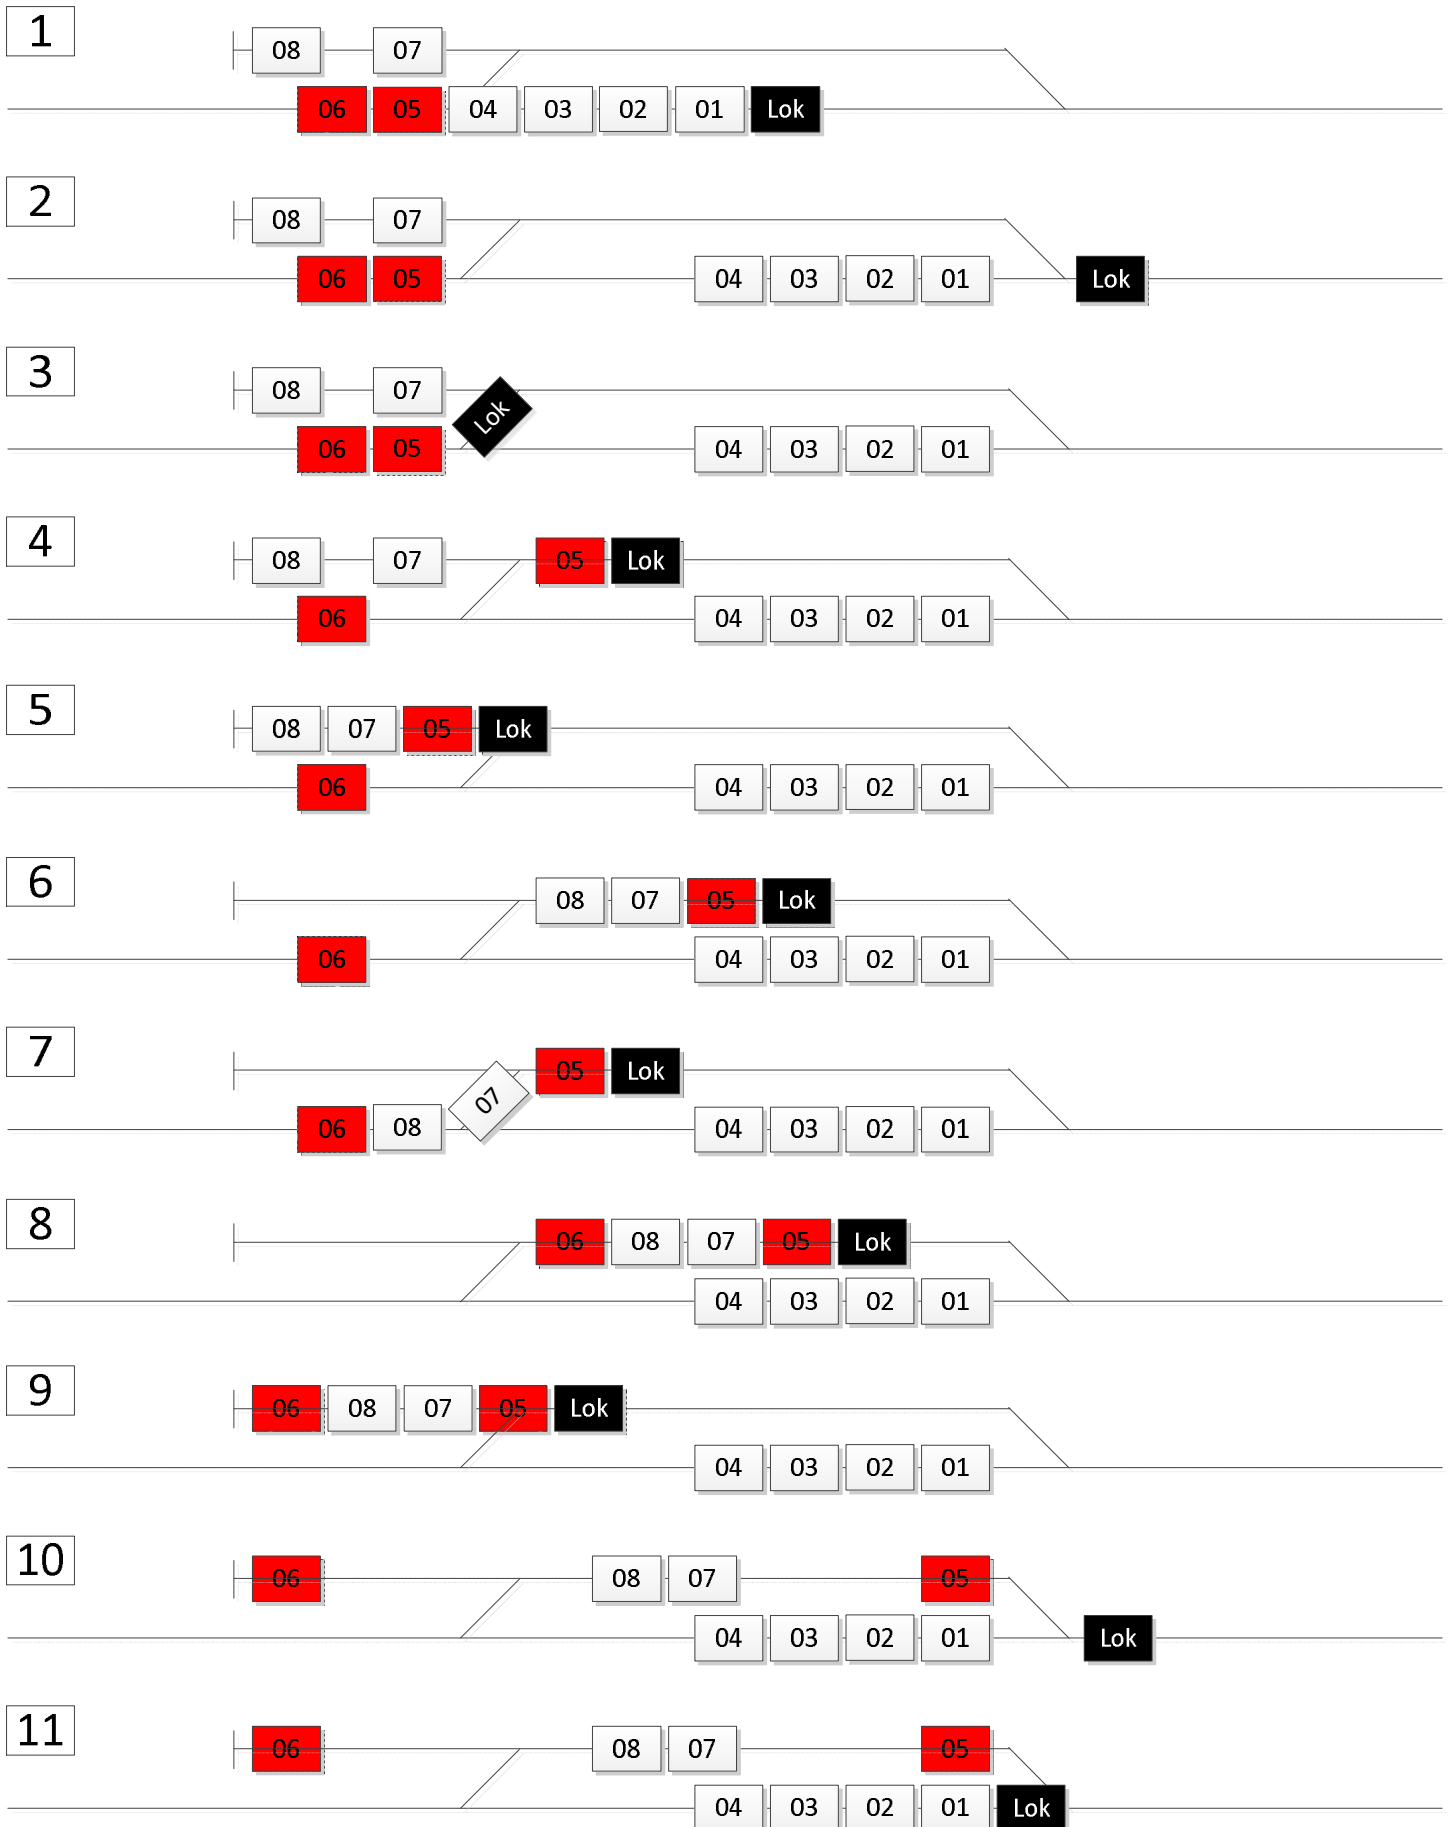 1
08 07
06 05 04 03 02 01 Lok
2
08 07
06 05 04 03 02 01 Lok
3
08 07 Lok
06 05 04 03 02 01
4
08 07 05 Lok
06 04 03 02 01
5
08 07 05 Lok
06 04 03 02 01
6
08 07 05 Lok
06 04 03 02 01
7
05 Lok
06 08 07 04 03 02 01
8
06 08 07 05 Lok
04 03 02 01
9
06 08 07 05 Lok
04 03 02 01
10
06 08 07 05
04 03 02 01 Lok
11
06 08 07 05
04 03 02 01 Lok